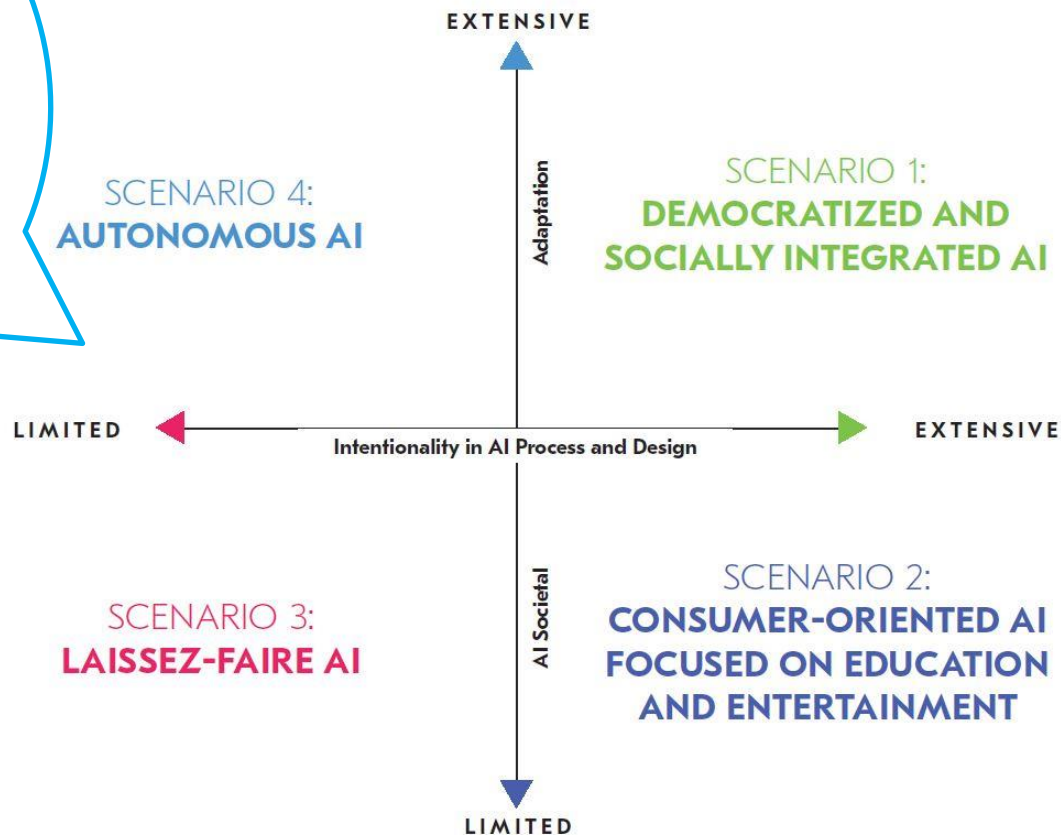 EXTENSIVE
SCENARIO 4:
AUTONOMOUS AI
Adaptation
SCENARIO 1:
DEMOCRATIZED AND
SOCIALLY INTEGRATED AI
LIMITED
Intentionality in AI Process and Design
EXTENSIVE
SCENARIO 3:
LAISSEZ-FAIRE AI
AI Societal
SCENARIO 2:
CONSUMER-ORIENTED AI
FOCUSED ON EDUCATION
AND ENTERTAINMENT
LIMITED